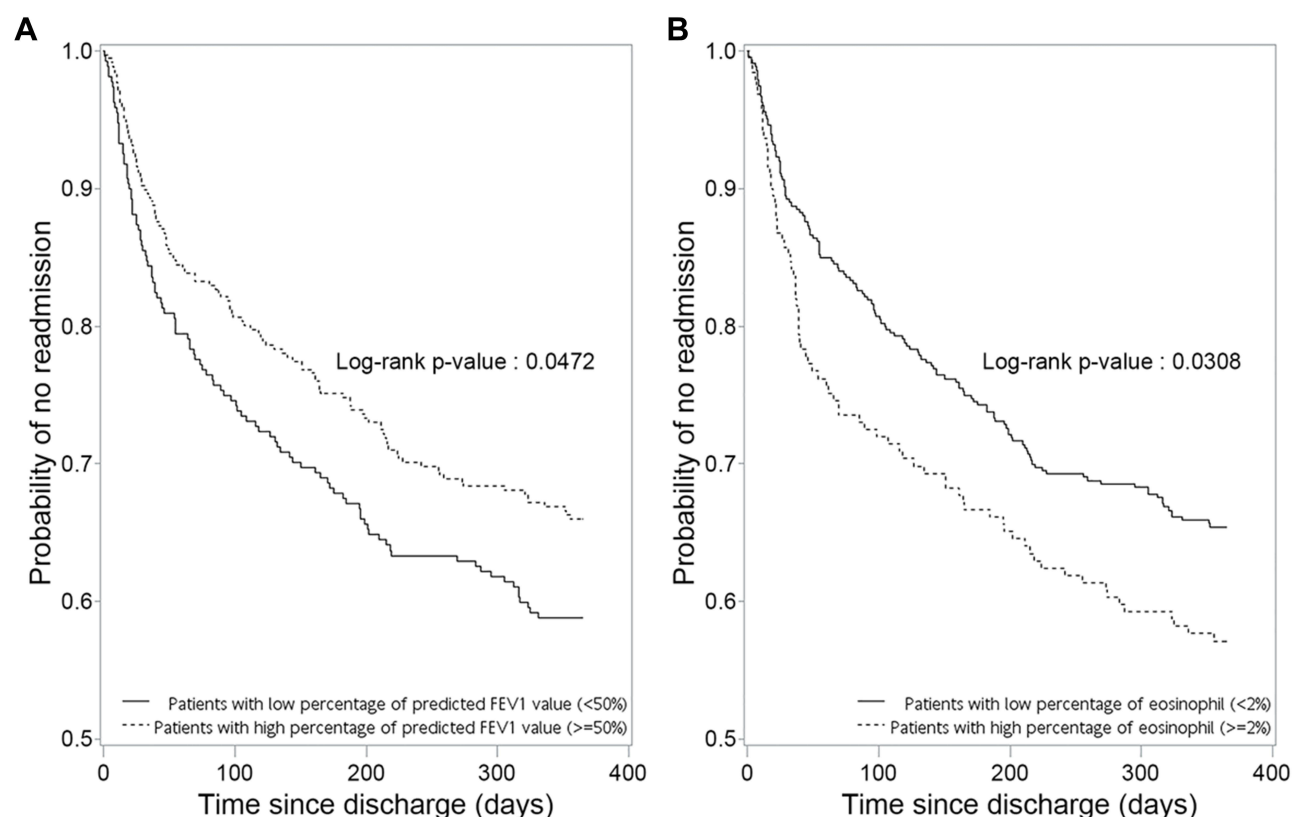 A
1.0
0.9
0.8
0.7
0.6
0.5
Probability of no readmission
Log-rank p-value : 0.0472
Patients with low percentage of predicted FEV1 value (<50%)
Patients with high percentage of predicted FEV1 value (>=50%)
0 100 200 300 400
Time since discharge (days)
B
1.0
0.9
0.8
0.7
0.6
0.5
Probability of no readmission
Log-rank p-value : 0.0308
Patients with low percentage of eosinophil (<2%)
Patients with high percentage of eosinophil (>=2%)
0 100 200 300 400
Time since discharge (days)